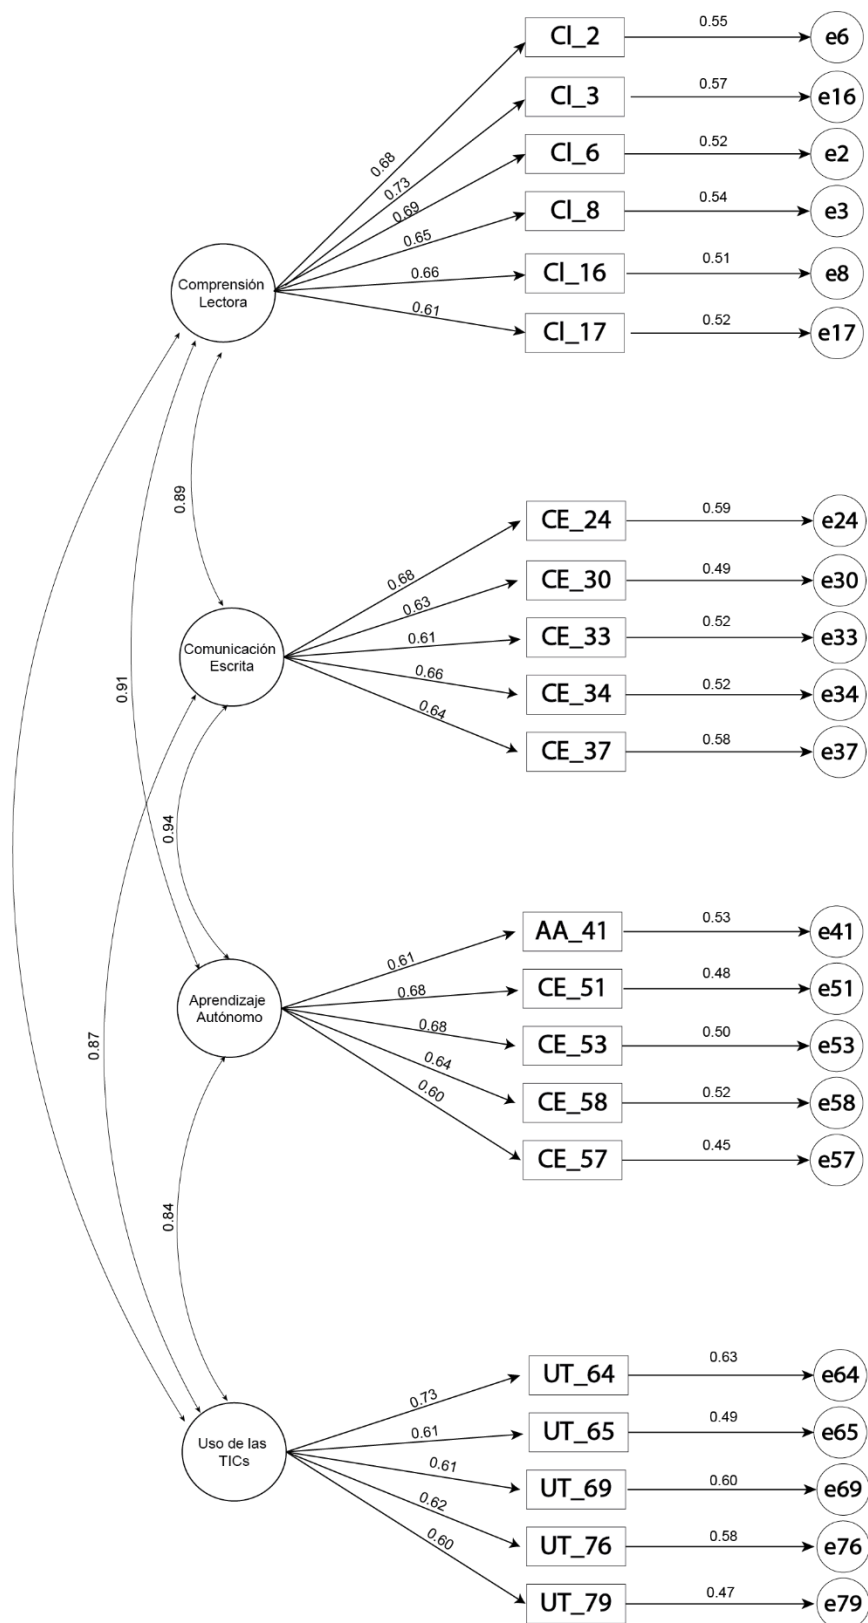 0.55
Cl_2
e6
0.57
Cl_3
e16
0.68
0.52
Cl_6
e2
0.73
0.54
Cl_8
e3
0.69
0.65
0.51
Cl_16
e8
0.66
0.52
Cl_17
e17
0.61
Comprensión
Lectora
0.89
0.59
CE_24
e24
0.49
CE_30
e30
0.68
0.63
0.52
CE_33
e33
0.61
0.52
CE_34
e34
0.66
0.58
CE_37
e37
0.64
Comunicación
Escrita
0.91
0.94
0.87
0.53
AA_41
e41
0.48
CE_51
e51
0.61
0.68
0.50
CE_53
e53
0.68
0.52
CE_58
e58
0.64
0.45
CE_57
e57
0.60
Aprendizaje
Autónomo
0.84
0.63
UT_64
e64
0.49
UT_65
e65
0.73
0.61
0.60
UT_69
e69
0.61
0.58
UT_76
e76
0.62
0.47
UT_79
e79
0.60
Uso de las
TICs